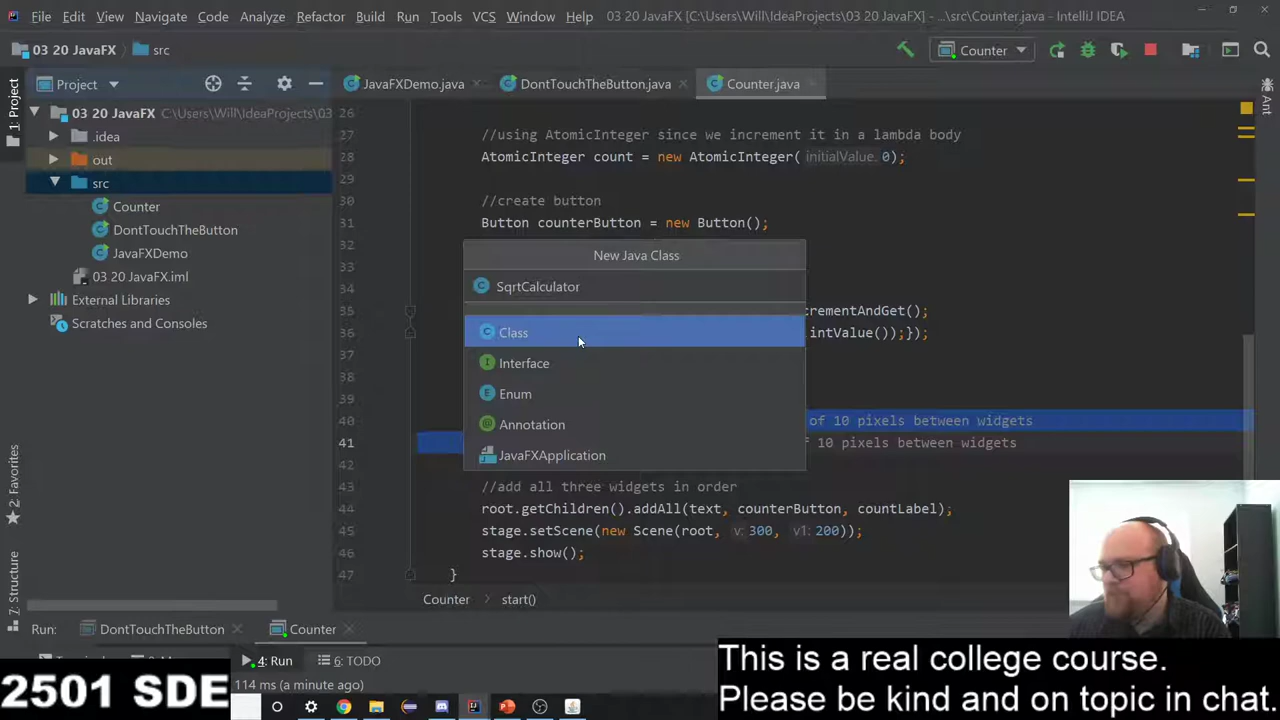 File Edit View Navigate Code Analyze Refactor Build Run Tools VCS Window Help 03 20 JavaFX [C:\Users\Will\IdeaProjects\03 20 JavaFX] - ...\src\Counter.java - IntelliJ IDEA
03 20 JavaFX src Counter
Project JavaFXDemo.java DontTouchTheButton.java Counter.java
1: Project
Ant
03 20 JavaFX C:\Users\Will\IdeaProjects\03
.idea
out
src
Counter
DontTouchTheButton
JavaFXDemo
03 20 JavaFX.iml
External Libraries
Scratches and Consoles
2: Favorites
7: Structure
26
27 //using AtomicInteger since we increment it in a lambda body
28 AtomicInteger count = new AtomicInteger( initialValue: 0);
29
30 //create button
31 Button counterButton = new Button();
32
33
34
35 rementAndGet();
36 intValue());});
37
38
39
40 of 10 pixels between widgets
41 f 10 pixels between widgets
42
43 //add all three widgets in order
44 root.getChildren().addAll(text, counterButton, countLabel);
45 stage.setScene(new Scene(root, v: 300, v1: 200));
46 stage.show();
47 }
New Java Class
SqrtCalculator
Class
Interface
Enum
Annotation
JavaFXApplication
Counter start()
Run: DontTouchTheButton Counter
4: Run 6: TODO
114 ms (a minute ago)
2501 SDE
This is a real college course.
Please be kind and on topic in chat.